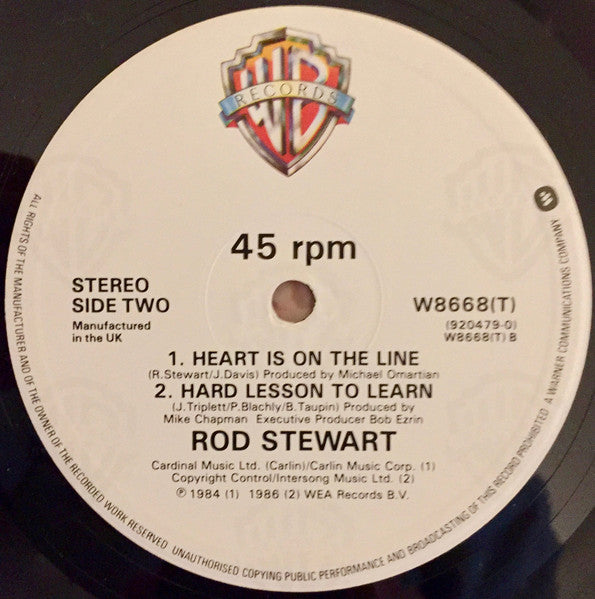 WB
RECORDS
45 rpm
STEREO
SIDE TWO
Manufactured
in the UK
W8668(T)
(920479-0)
W8668(T) B
1. HEART IS ON THE LINE
(R.Stewart/J.Davis) Produced by Michael Omartian
2. HARD LESSON TO LEARN
(J.Triplett/P.Blachly/B.Taupin) Produced by
Mike Chapman Executive Producer Bob Ezrin
ROD STEWART
Cardinal Music Ltd. (Carlin)/Carlin Music Corp. (1)
Copyright Control/Intersong Music Ltd. (2)
℗ 1984 (1) 1986 (2) WEA Records B.V.
ALL RIGHTS OF THE MANUFACTURER AND OF THE OWNER OF THE RECORDED WORK RESERVED. UNAUTHORISED COPYING PUBLIC PERFORMANCE AND BROADCASTING OF THIS RECORD PROHIBITED. A WARNER COMMUNICATIONS COMPANY